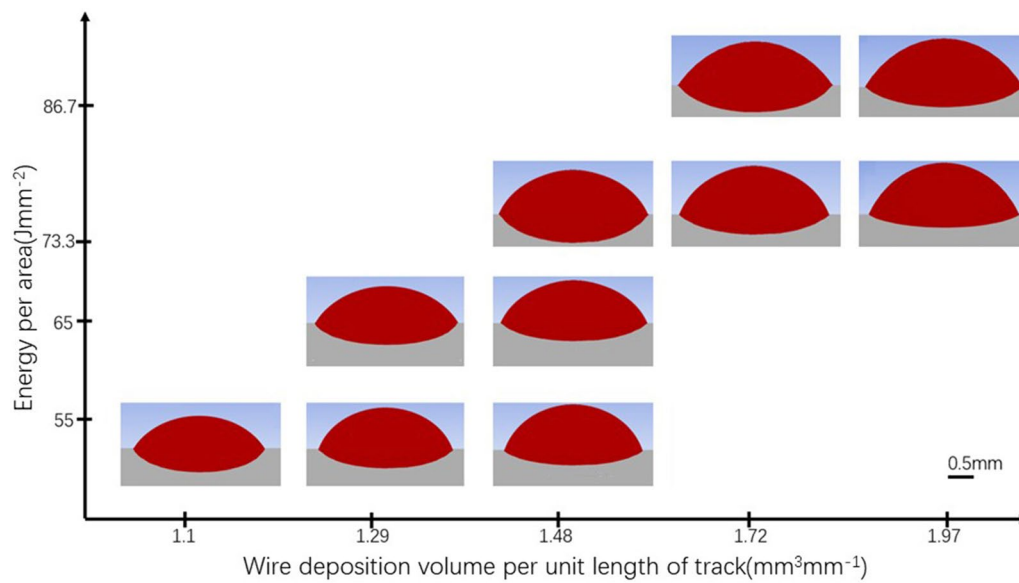 Energy per area(Jmm⁻²)
86.7
73.3
65
55
0.5mm
1.1 1.29 1.48 1.72 1.97
Wire deposition volume per unit length of track(mm³mm⁻¹)